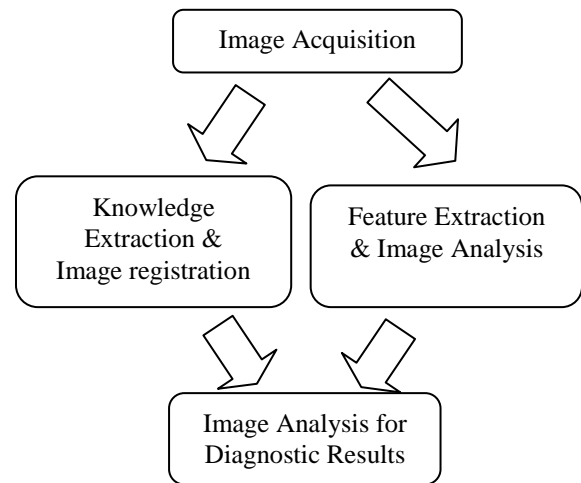 Image Acquisition
Knowledge
Extraction &
Image registration
Feature Extraction
& Image Analysis
Image Analysis for
Diagnostic Results